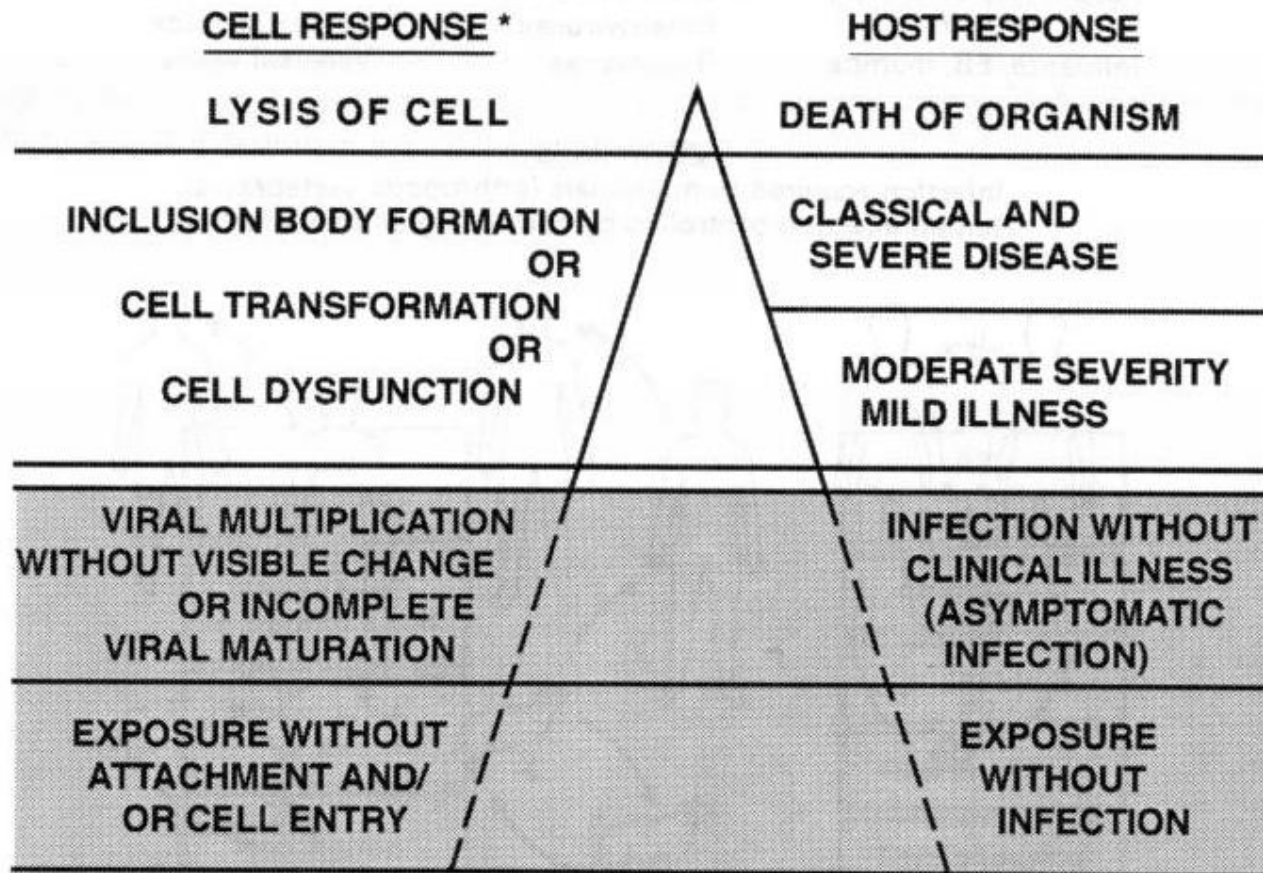 CELL RESPONSE *
HOST RESPONSE
LYSIS OF CELL
DEATH OF ORGANISM
INCLUSION BODY FORMATION
OR
CELL TRANSFORMATION
OR
CELL DYSFUNCTION
CLASSICAL AND
SEVERE DISEASE
MODERATE SEVERITY
MILD ILLNESS
VIRAL MULTIPLICATION
WITHOUT VISIBLE CHANGE
OR INCOMPLETE
VIRAL MATURATION
INFECTION WITHOUT
CLINICAL ILLNESS
(ASYMPTOMATIC
INFECTION)
EXPOSURE WITHOUT
ATTACHMENT AND/
OR CELL ENTRY
EXPOSURE
WITHOUT
INFECTION